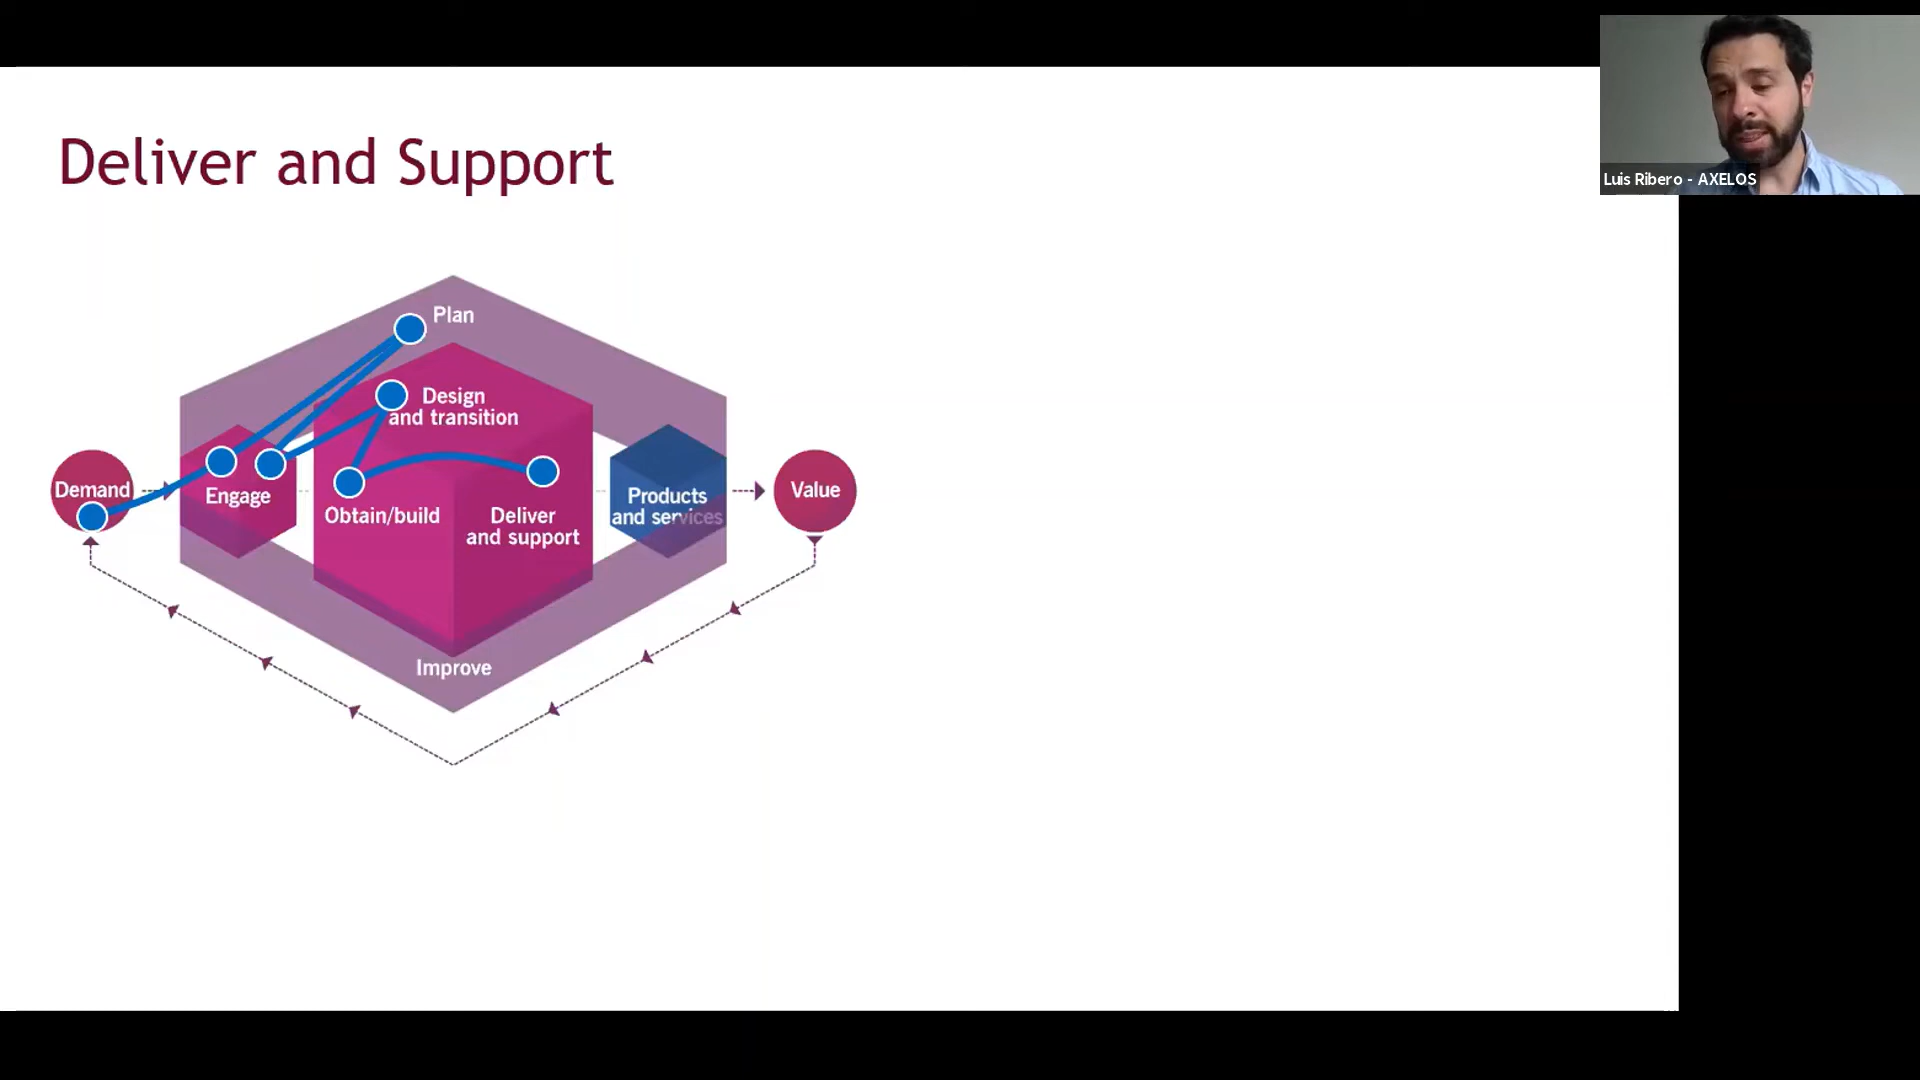 Deliver and Support
Luis Ribero - AXELOS
Plan
Design
and transition
Demand
Engage
Obtain/build
Deliver
and support
Products
and services
Value
Improve